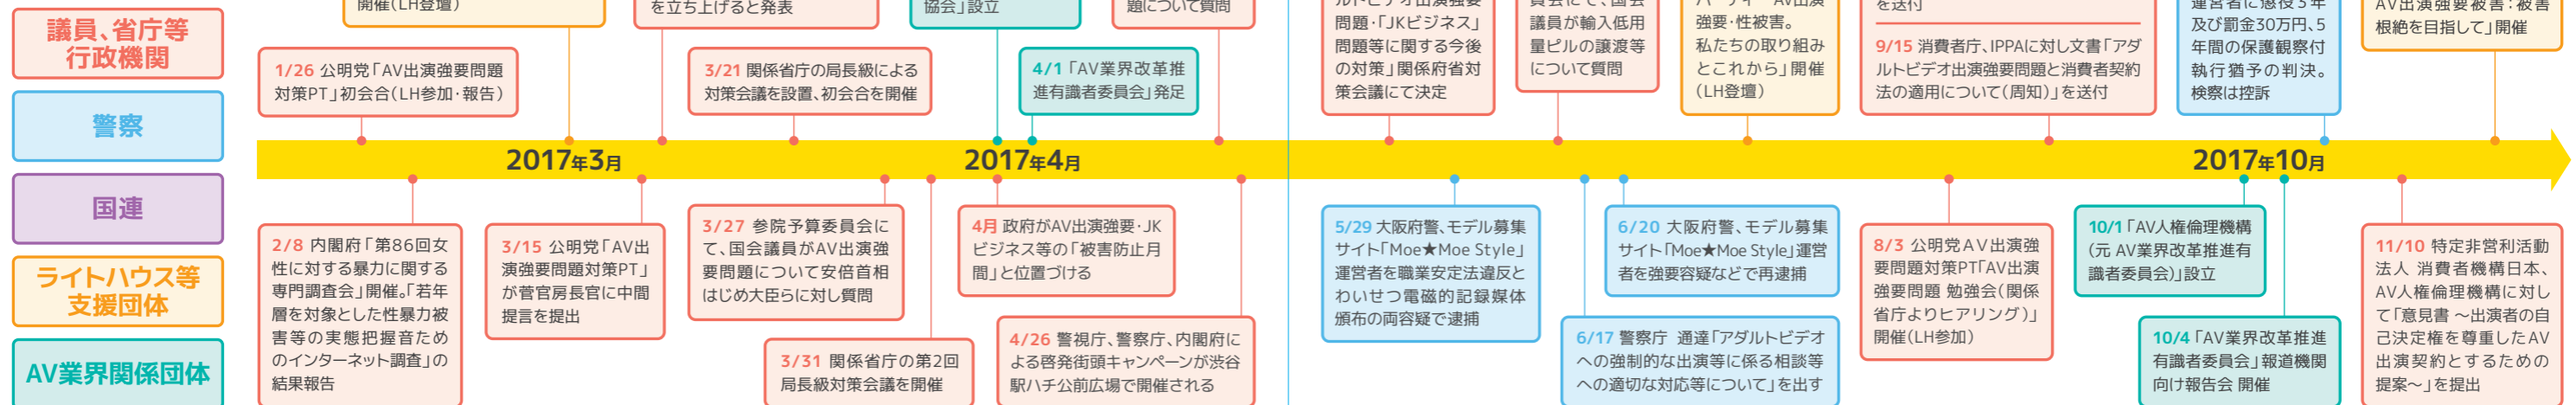 議員、省庁等
行政機関
警察
国連
ライトハウス等
支援団体
AV業界関係団体
開催(LH登壇)
を立ち上げると発表
協会」設立
題について質問
1/26 公明党「AV出演強要問題
対策PT」初会合(LH参加・報告)
3/21 関係省庁の局長級による
対策会議を設置、初会合を開催
4/1「AV業界改革推
進有識者委員会」発足
問題・「JKビジネス」
問題等に関する今後
の対策」関係府省対
策会議にて決定
議員が輸入低用
量ピルの譲渡等
について質問
強要・性被害。
私たちの取り組み
とこれから」開催
(LH登壇)
を送付
9/15 消費者庁、IPPAに対し文書「アダ
ルトビデオ出演強要問題と消費者契約
法の適用について(周知)」を送付
運営者に懲役3年
及び罰金30万円、5
年間の保護観察付
執行猶予の判決。
検察は控訴
AV出演強要被害:被害
根絶を目指して」開催
2017年3月
2017年4月
2017年10月
2/8 内閣府「第86回女
性に対する暴力に関する
専門調査会」開催。「若年
層を対象とした性暴力被
害等の実態把握音ため
のインターネット調査」の
結果報告
3/15 公明党「AV出
演強要問題対策PT」
が菅官房長官に中間
提言を提出
3/27 参院予算委員会に
て、国会議員がAV出演強
要問題について安倍首相
はじめ大臣らに対し質問
3/31 関係省庁の第2回
局長級対策会議を開催
4月 政府がAV出演強要・JK
ビジネス等の「被害防止月
間」と位置づける
4/26 警視庁、警察庁、内閣府に
よる啓発街頭キャンペーンが渋谷
駅ハチ公前広場で開催される
5/29 大阪府警、モデル募集
サイト「Moe★Moe Style」
運営者を職業安定法違反と
わいせつ電磁的記録媒体
頒布の両容疑で逮捕
6/20 大阪府警、モデル募集
サイト「Moe★Moe Style」運営
者を強要容疑などで再逮捕
6/17 警察庁 通達「アダルトビデオ
への強制的な出演等に係る相談等
への適切な対応等について」を出す
8/3 公明党AV出演強
要問題対策PT「AV出演
強要問題 勉強会(関係
省庁よりヒアリング)」
開催(LH参加)
10/1「AV人権倫理機構
(元 AV業界改革推進有
識者委員会)」設立
10/4「AV業界改革推進
有識者委員会」報道機関
向け報告会 開催
11/10 特定非営利活動
法人 消費者機構日本、
AV人権倫理機構に対し
て「意見書 〜出演者の自
己決定権を尊重したAV
出演契約とするための
提案〜」を提出